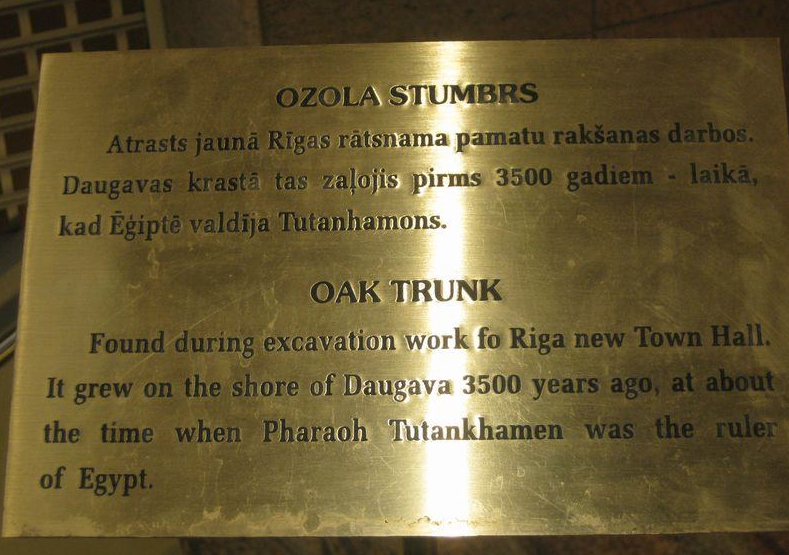 OZOLA STUMBRS
Atrasts jaunā Rīgas rātsnama pamatu rakšanas darbos.
Daugavas krastā tas zaļojis pirms 3500 gadiem - laikā,
kad Ēģiptē valdīja Tutanhamons.
OAK TRUNK
Found during excavation work fo Riga new Town Hall.
It grew on the shore of Daugava 3500 years ago, at about
the time when Pharaoh Tutankhamen was the ruler
of Egypt.